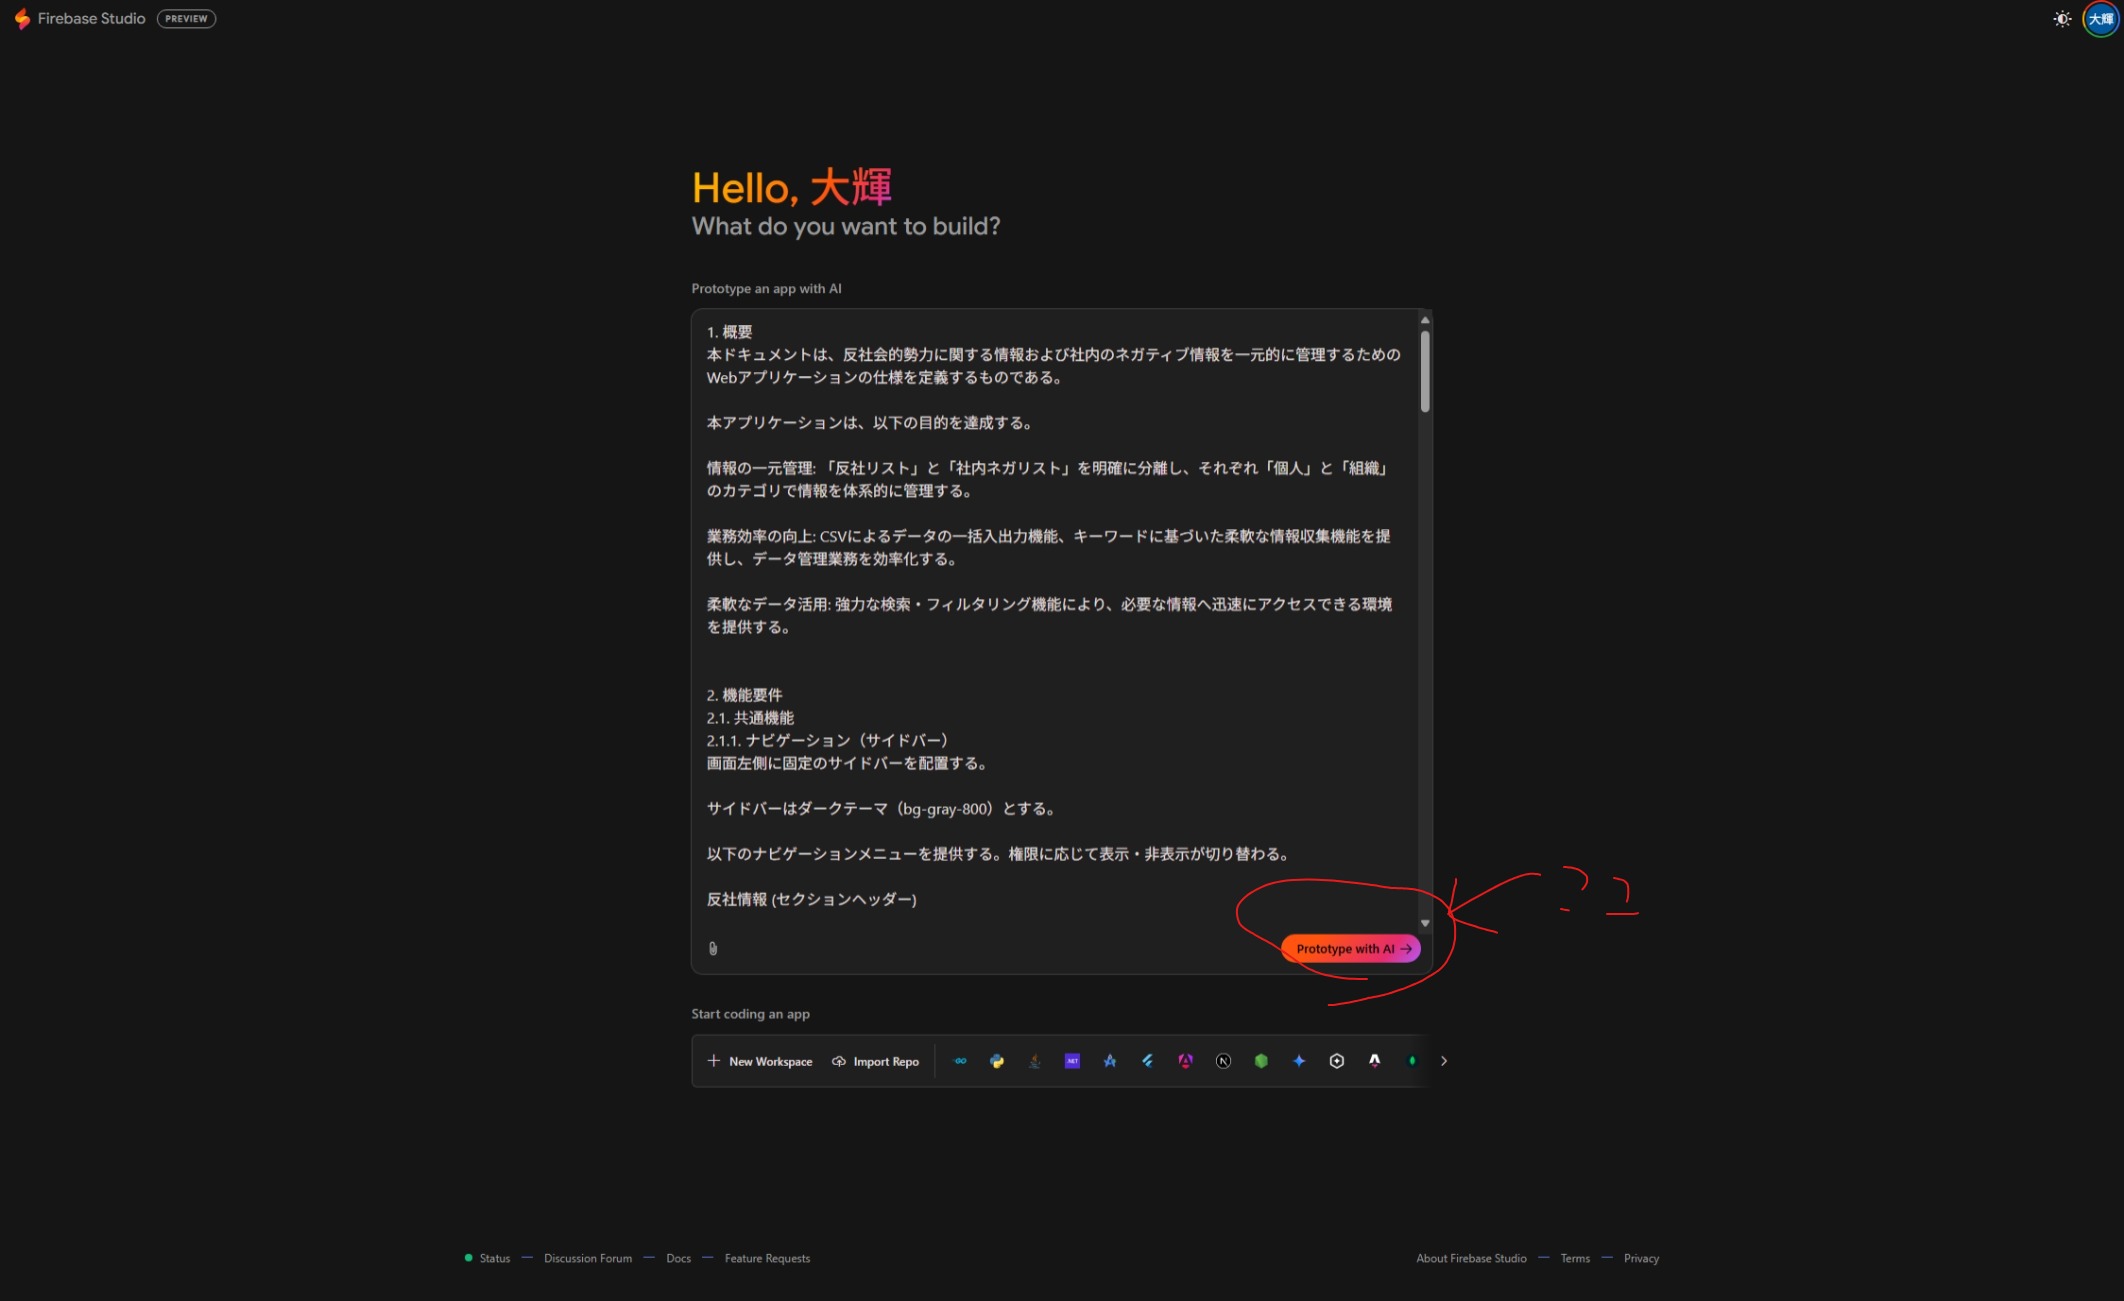 Firebase Studio PREVIEW
大輝
Hello, 大輝
What do you want to build?
Prototype an app with AI
1. 概要
本ドキュメントは、反社会的勢力に関する情報および社内のネガティブ情報を一元的に管理するための
Webアプリケーションの仕様を定義するものである。
本アプリケーションは、以下の目的を達成する。
情報の一元管理: 「反社リスト」と「社内ネガリスト」を明確に分離し、それぞれ「個人」と「組織」
のカテゴリで情報を体系的に管理する。
業務効率の向上: CSVによるデータの一括入出力機能、キーワードに基づいた柔軟な情報収集機能を提
供し、データ管理業務を効率化する。
柔軟なデータ活用: 強力な検索・フィルタリング機能により、必要な情報へ迅速にアクセスできる環境
を提供する。
2. 機能要件
2.1. 共通機能
2.1.1. ナビゲーション（サイドバー）
画面左側に固定のサイドバーを配置する。
サイドバーはダークテーマ（bg-gray-800）とする。
以下のナビゲーションメニューを提供する。権限に応じて表示・非表示が切り替わる。
反社情報 (セクションヘッダー)
Prototype with AI
Start coding an app
New Workspace Import Repo
Status Discussion Forum Docs Feature Requests
About Firebase Studio Terms Privacy